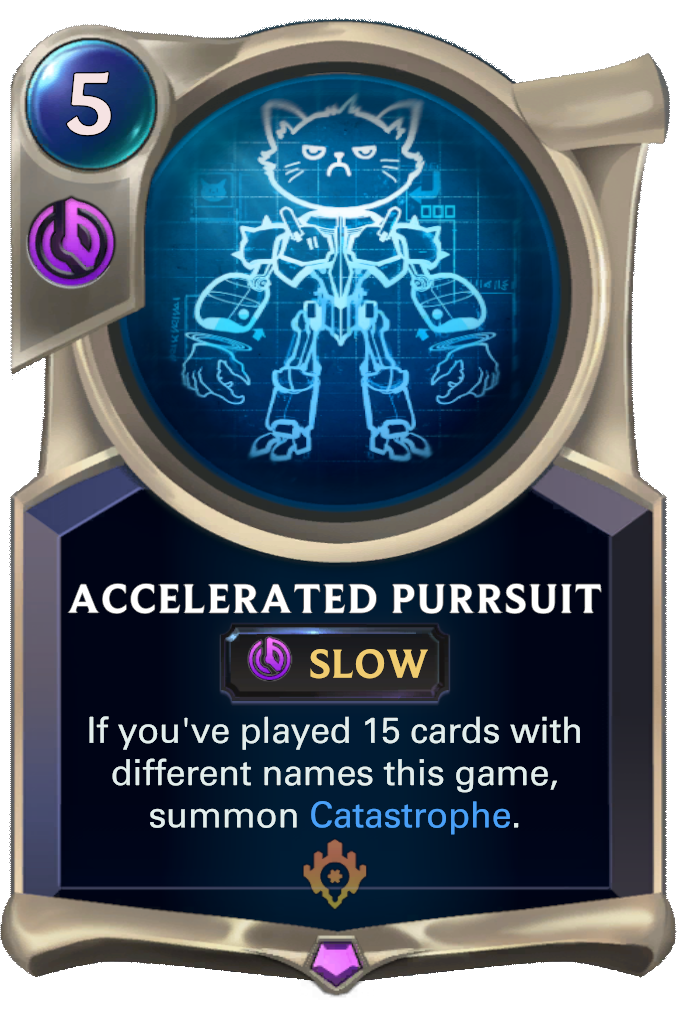 5
ACCELERATED PURRSUIT
SLOW
If you've played 15 cards with
different names this game,
summon Catastrophe.